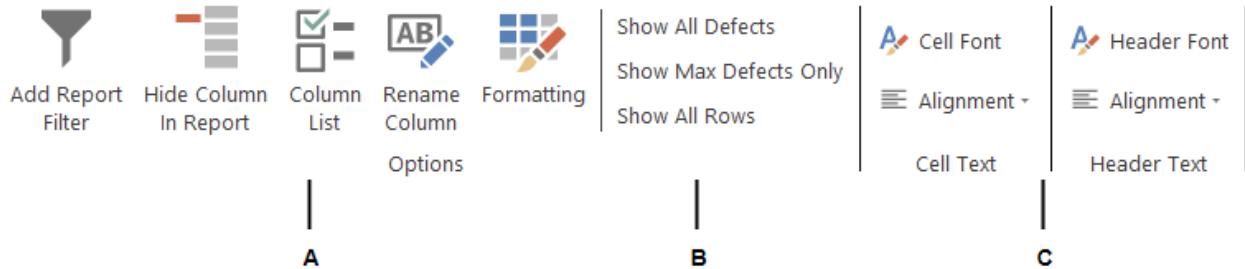 Add Report
Filter
Hide Column
In Report
Column
List
AB
Rename
Column
Formatting
Options
Show All Defects
Show Max Defects Only
Show All Rows
A Cell Font
Alignment
Cell Text
A Header Font
Alignment
Header Text
A
B
C